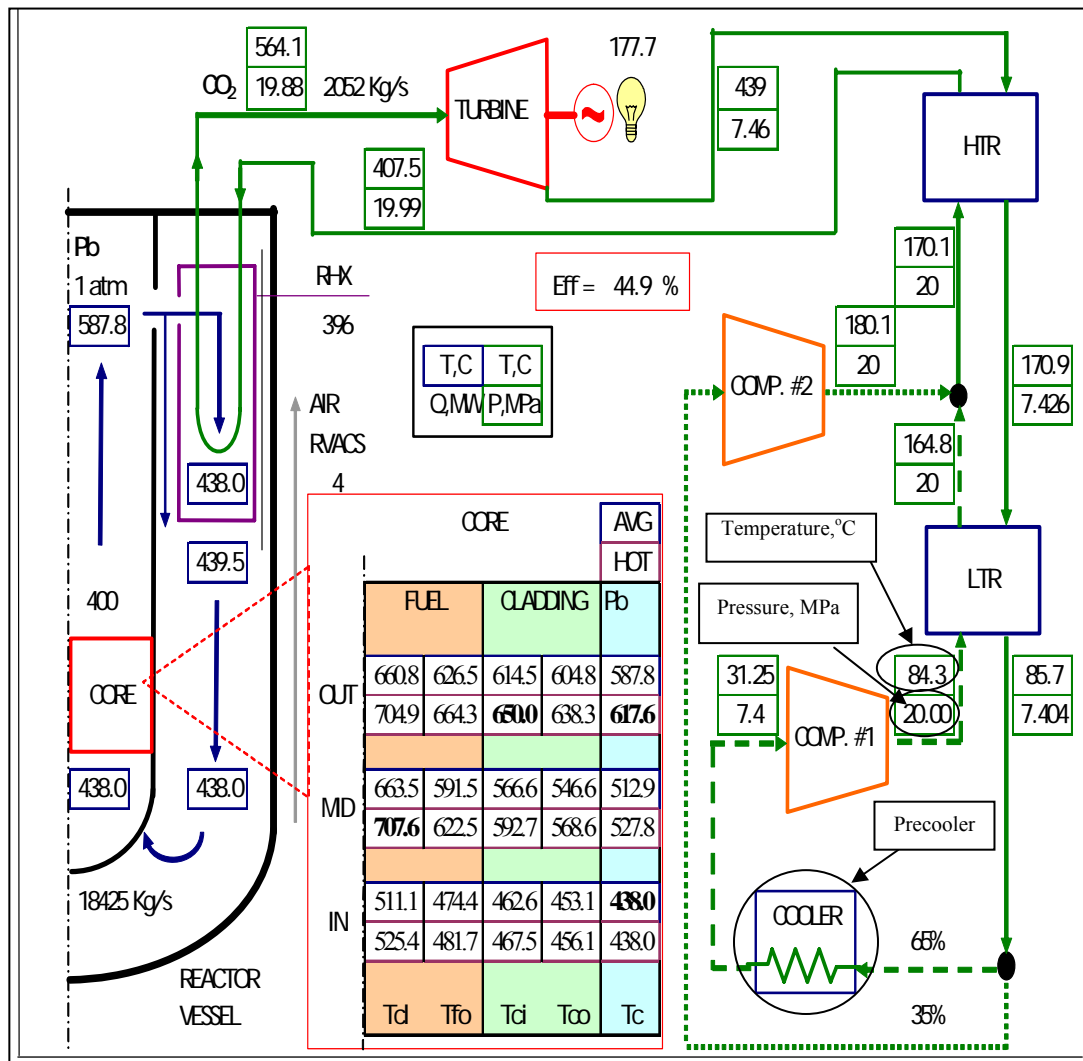 564.1
19.88
CO₂
2052 Kg/s
TURBINE
~
177.7
439
7.46
HTR
407.5
19.99
Pb
1 atm
587.8
RHX
396
Eff = 44.9 %
170.1
20
180.1
20
T,C T,C
Q,MW P,MPa
COMP. #2
170.9
7.426
AIR
RVACS
4
164.8
20
438.0
439.5
CORE
AVG
HOT
Temperature,°C
LTR
400
Pressure, MPa
FUEL CLADDING Pb
CORE
OUT
660.8 626.5 614.5 604.8 587.8
704.9 664.3 650.0 638.3 617.6
31.25
7.4
84.3
20.00
85.7
7.404
COMP. #1
438.0
438.0
MID
663.5 591.5 566.6 546.6 512.9
707.6 622.5 592.7 568.6 527.8
Precooler
18425 Kg/s
IN
511.1 474.4 462.6 453.1 438.0
525.4 481.7 467.5 456.1 438.0
COOLER
65%
35%
REACTOR
VESSEL
Tcl Tfo Tci Tco Tc